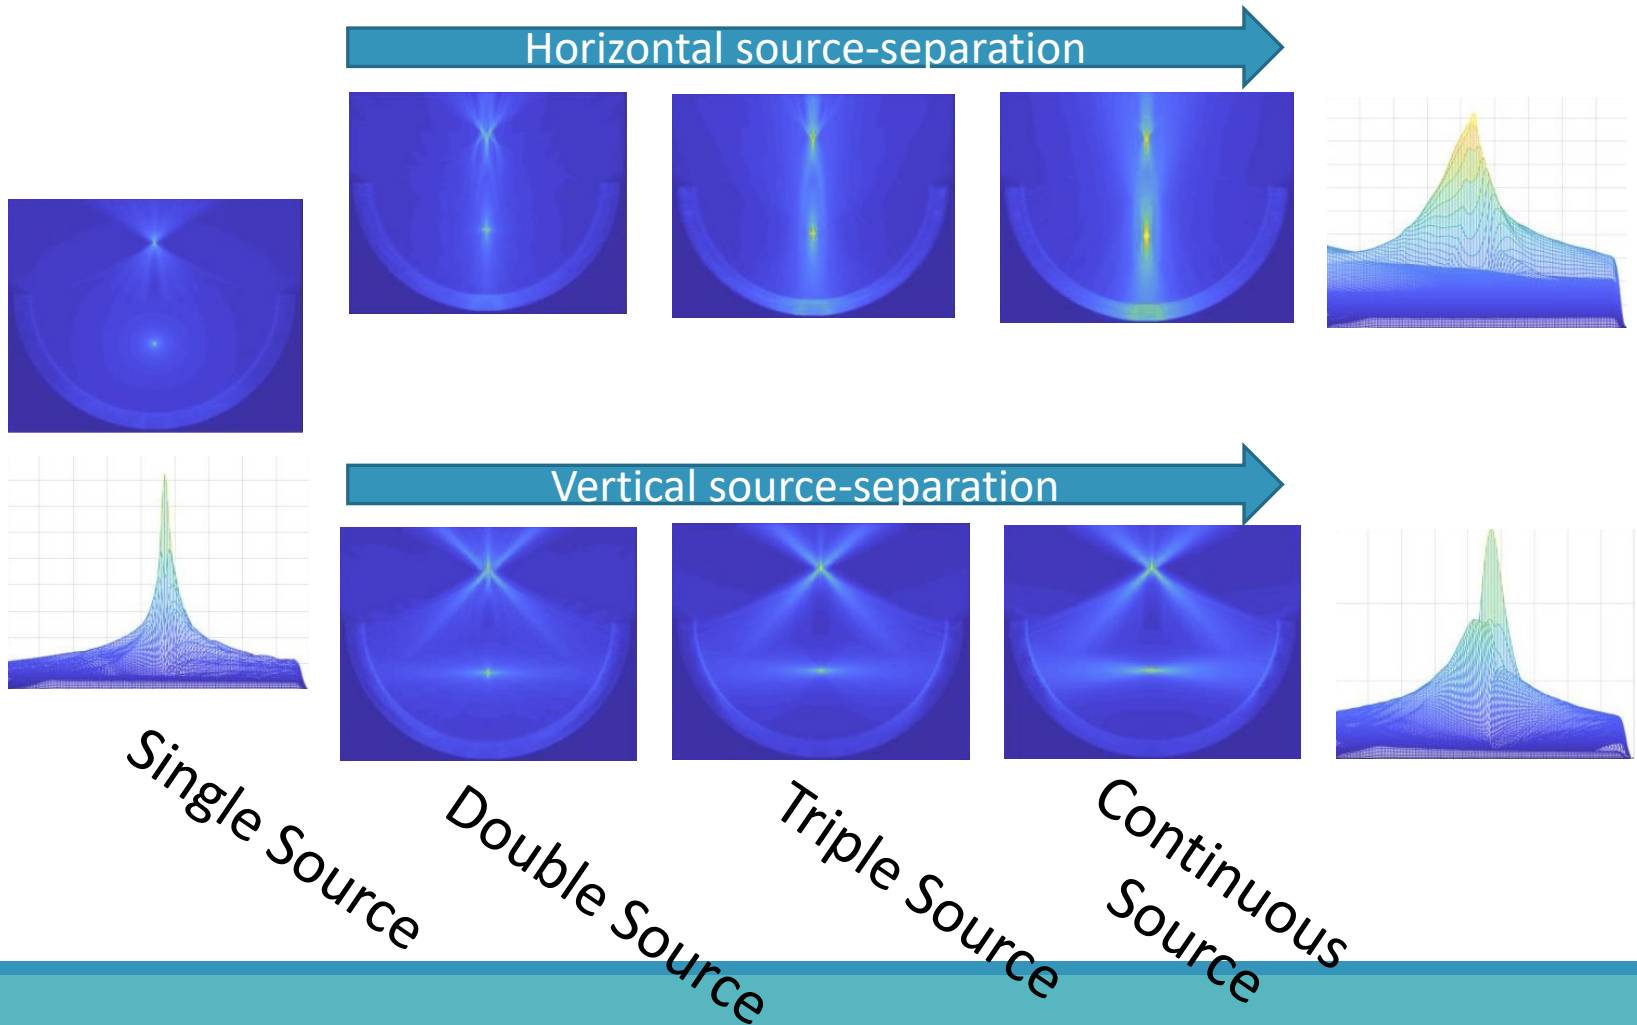 Horizontal source-separation
Vertical source-separation
Single Source
Double Source
Triple Source
Continuous
Source